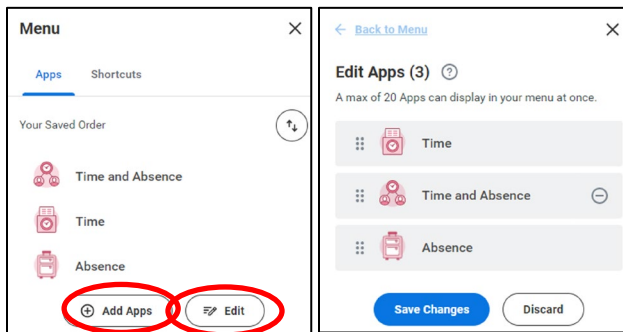 Menu
Apps Shortcuts
Your Saved Order
Time and Absence
Time
Absence
Add Apps Edit
Back to Menu
Edit Apps (3)
A max of 20 Apps can display in your menu at once.
Time
Time and Absence
Absence
Save Changes Discard